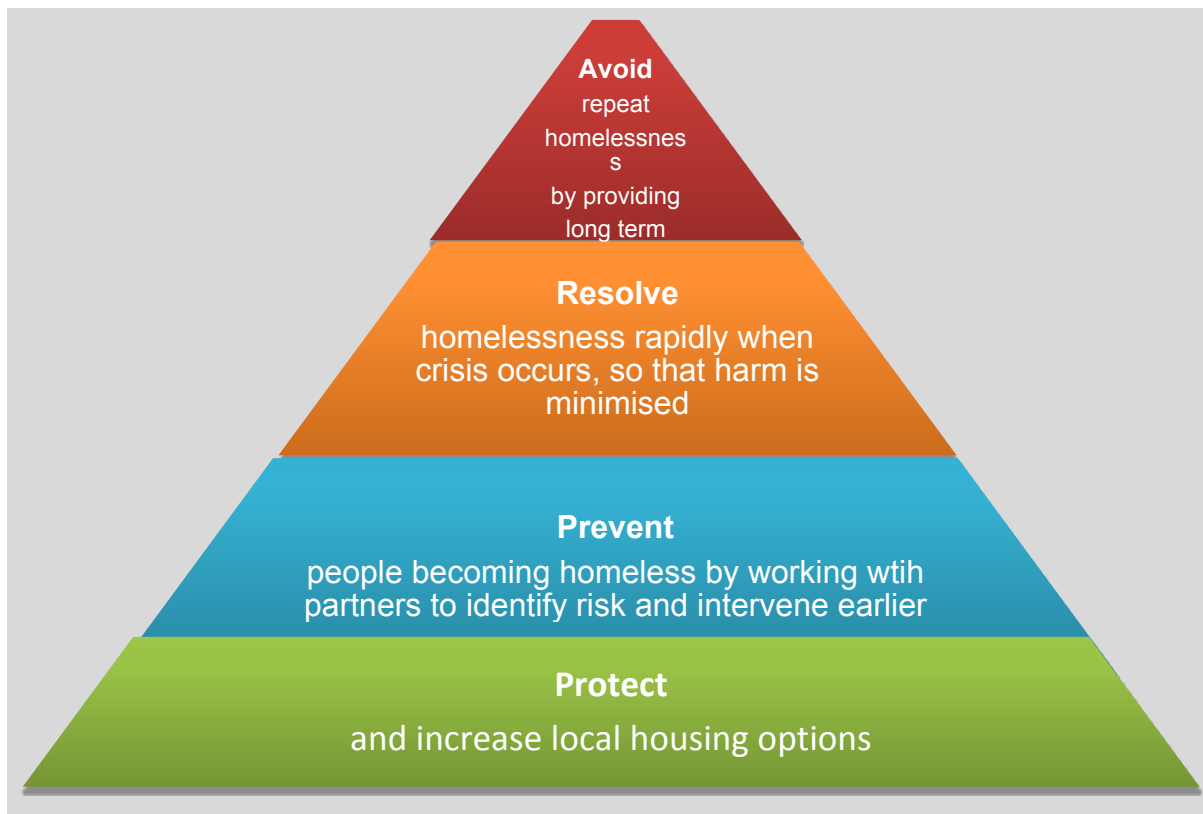 Avoid
repeat
homelessnes
s
by providing
long term
Resolve
homelessness rapidly when
crisis occurs, so that harm is
minimised
Prevent
people becoming homeless by working wtih
partners to identify risk and intervene earlier
Protect
and increase local housing options